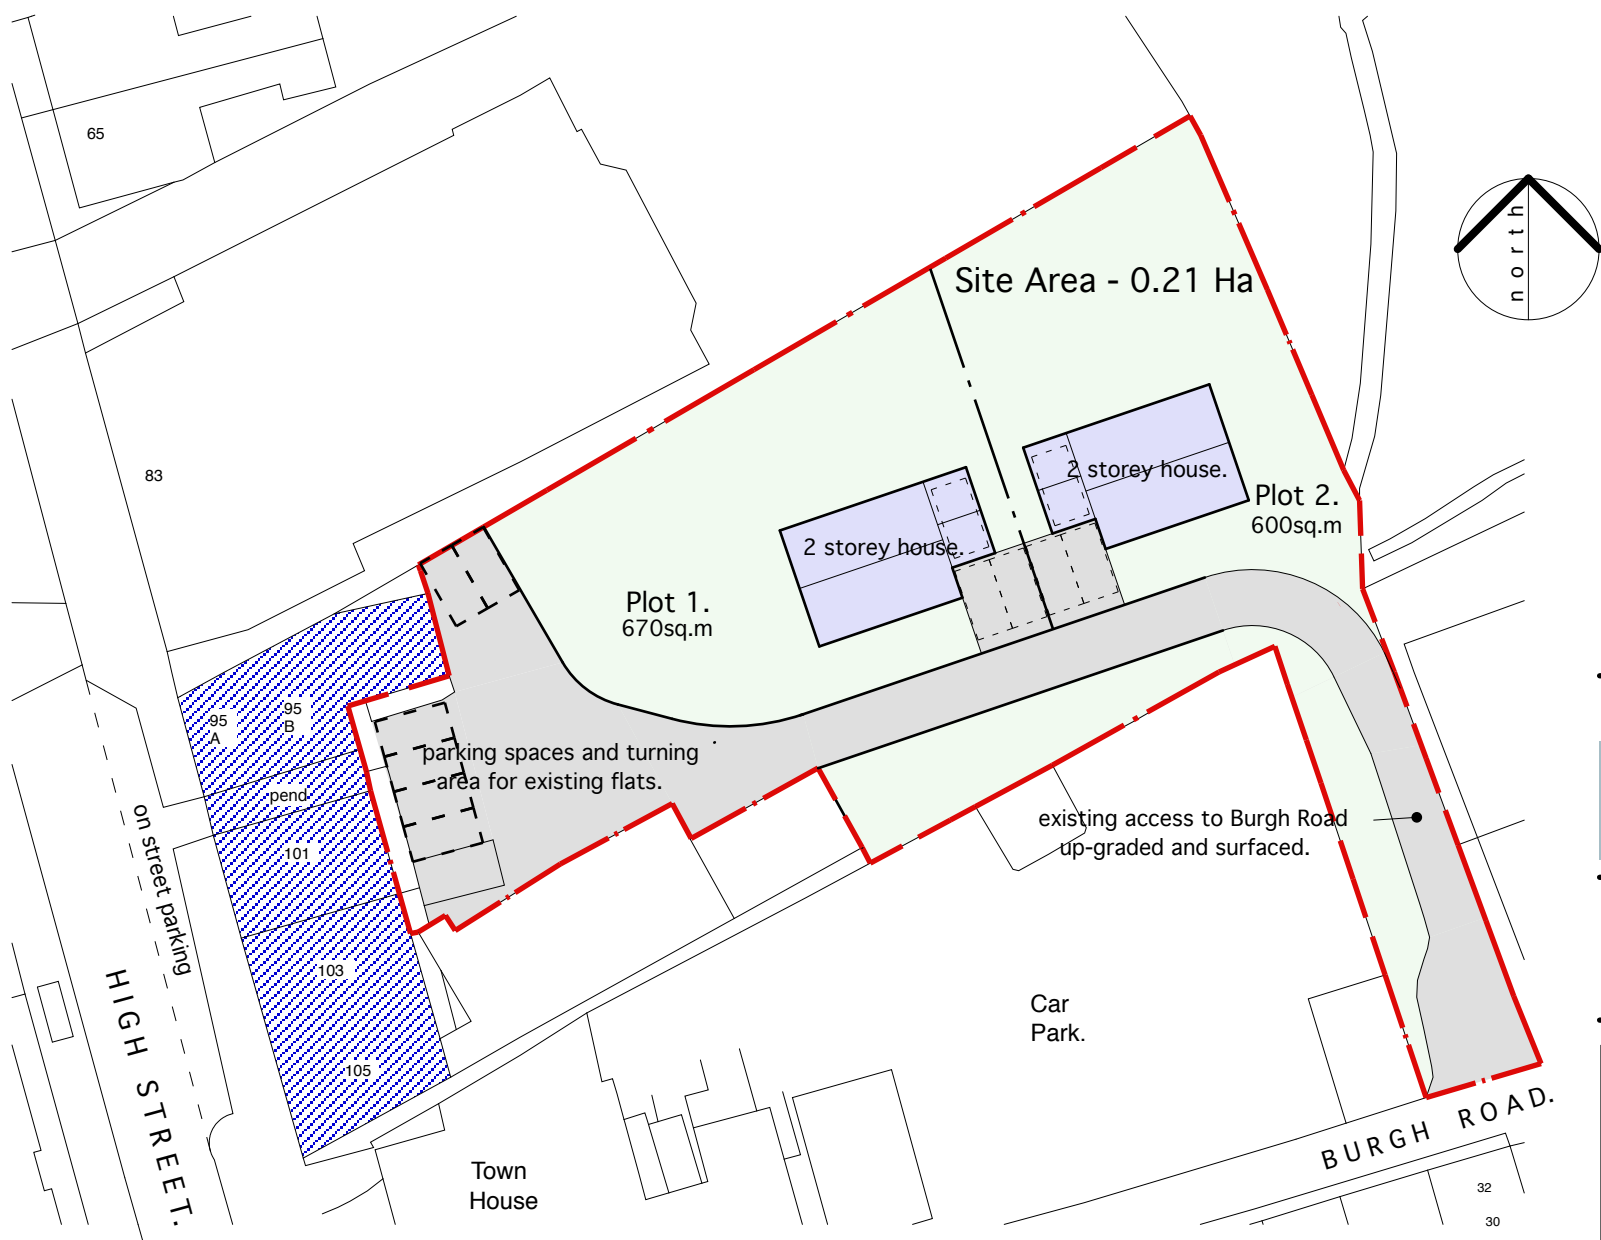 65
north
Site Area - 0.21 Ha
83
2 storey house.
Plot 2.
600sq.m
2 storey house.
Plot 1.
670sq.m
95
A
95
B
parking spaces and turning
area for existing flats.
pend
on street parking
101
existing access to Burgh Road
up-graded and surfaced.
103
HIGH STREET.
Car
Park.
105
BURGH ROAD.
Town
House
32
30